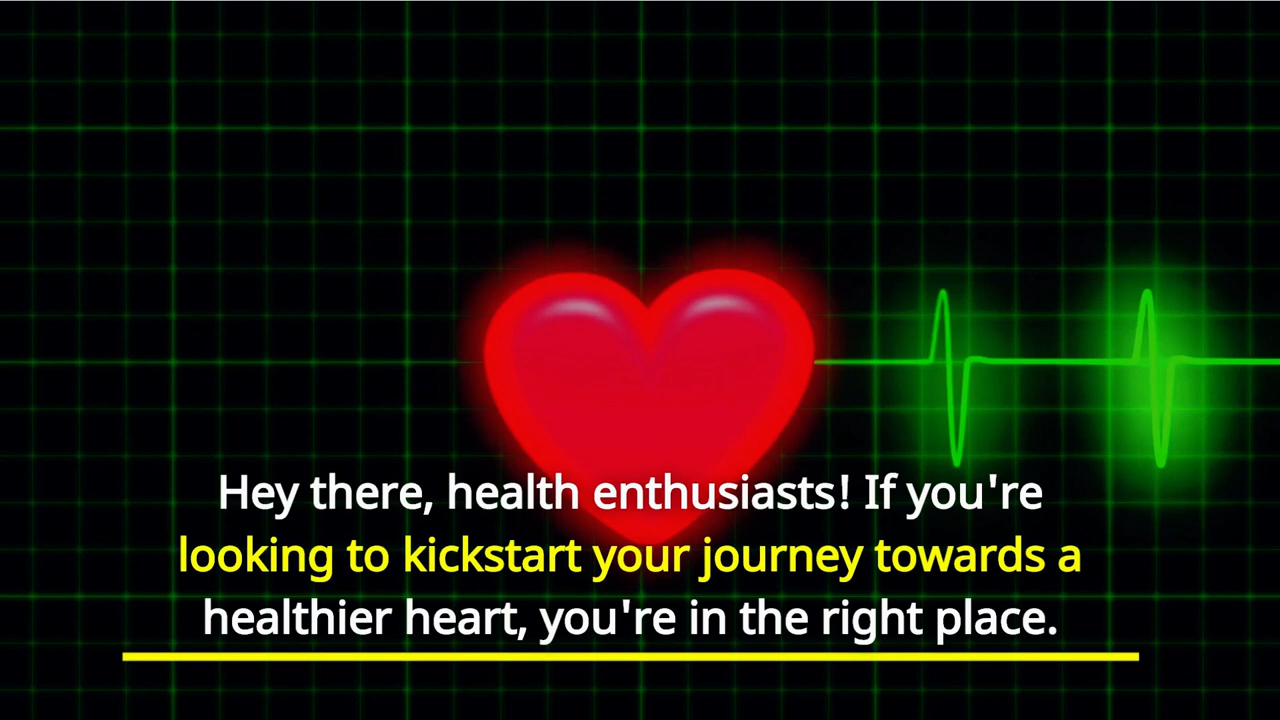 Hey there, health enthusiasts! If you're
looking to kickstart your journey towards a
healthier heart, you're in the right place.